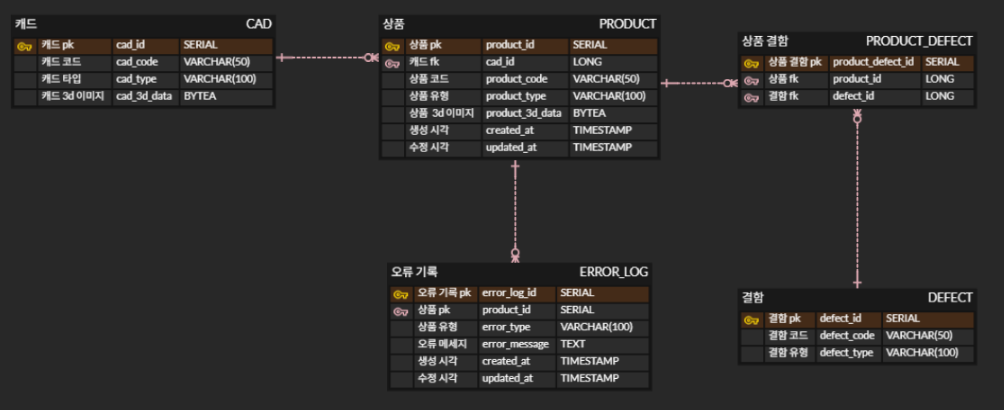 캐드 CAD
캐드 pk cad_id SERIAL
캐드 코드 cad_code VARCHAR(50)
캐드 타입 cad_type VARCHAR(100)
캐드 3d 이미지 cad_3d_data BYTEA
상품 PRODUCT
상품 pk product_id SERIAL
캐드 fk cad_id LONG
상품 코드 product_code VARCHAR(50)
상품 유형 product_type VARCHAR(100)
상품 3d 이미지 product_3d_data BYTEA
생성 시각 created_at TIMESTAMP
수정 시각 updated_at TIMESTAMP
상품 결함 PRODUCT_DEFECT
상품 결함 pk product_defect_id SERIAL
상품 fk product_id LONG
결함 fk defect_id LONG
오류 기록 ERROR_LOG
오류 기록 pk error_log_id SERIAL
상품 pk product_id SERIAL
상품 유형 error_type VARCHAR(100)
오류 메세지 error_message TEXT
생성 시각 created_at TIMESTAMP
수정 시각 updated_at TIMESTAMP
결함 DEFECT
결함 pk defect_id SERIAL
결함 코드 defect_code VARCHAR(50)
결함 유형 defect_type VARCHAR(100)